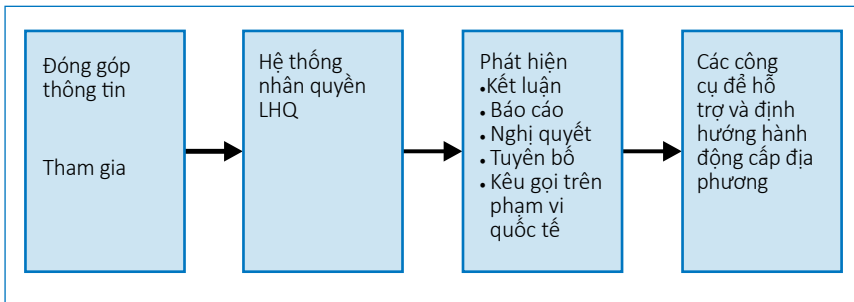 Đóng góp
thông tin
Tham gia
Hệ thống
nhân quyền
LHQ
Phát hiện
•Kết luận
• Báo cáo
• Nghị quyết
• Tuyên bố
• Kêu gọi trên
phạm vi
quốc tế
Các công
cụ để hỗ
trợ và định
hướng hành
động cấp địa
phương